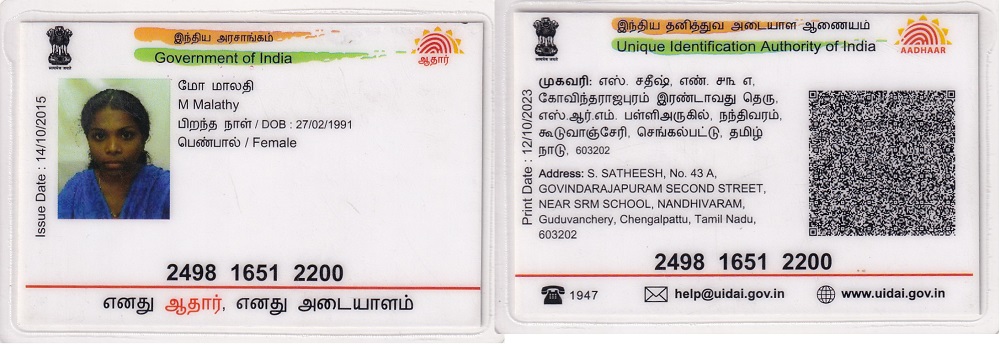 Issue Date : 14/10/2015
இந்திய அரசாங்கம்
Government of India
ஆதார்
மோ மாலதி
M Malathy
பிறந்த நாள் / DOB : 27/02/1991
பெண்பால் / Female
2498 1651 2200
எனது ஆதார், எனது அடையாளம்
Print Date : 12/10/2023
இந்திய தனித்துவ அடையாள ஆணையம்
Unique Identification Authority of India
AADHAAR
முகவரி: எஸ். சதீஷ், எண். ௪௩ எ,
கோவிந்தராஜபுரம் இரண்டாவது தெரு,
எஸ்.ஆர்.எம். பள்ளிஅருகில், நந்திவரம்,
கூடுவாஞ்சேரி, செங்கல்பட்டு, தமிழ்
நாடு, 603202
Address: S. SATHEESH, No. 43 A,
GOVINDARAJAPURAM SECOND STREET,
NEAR SRM SCHOOL, NANDHIVARAM,
Guduvanchery, Chengalpattu, Tamil Nadu,
603202
2498 1651 2200
1947
help@uidai.gov.in
www.uidai.gov.in